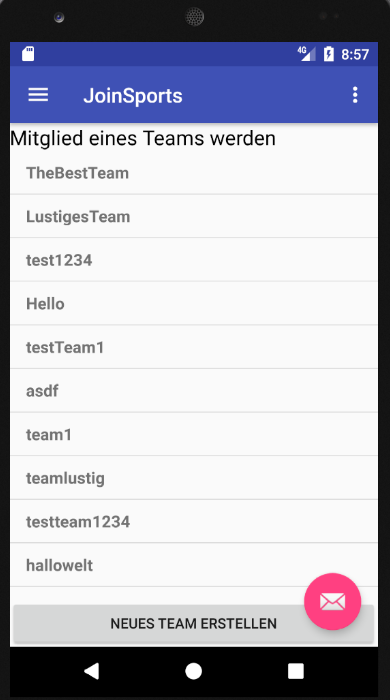 4G 8:57
JoinSports
Mitglied eines Teams werden
TheBestTeam
LustigesTeam
test1234
Hello
testTeam1
asdf
team1
teamlustig
testteam1234
hallowelt
NEUES TEAM ERSTELLEN